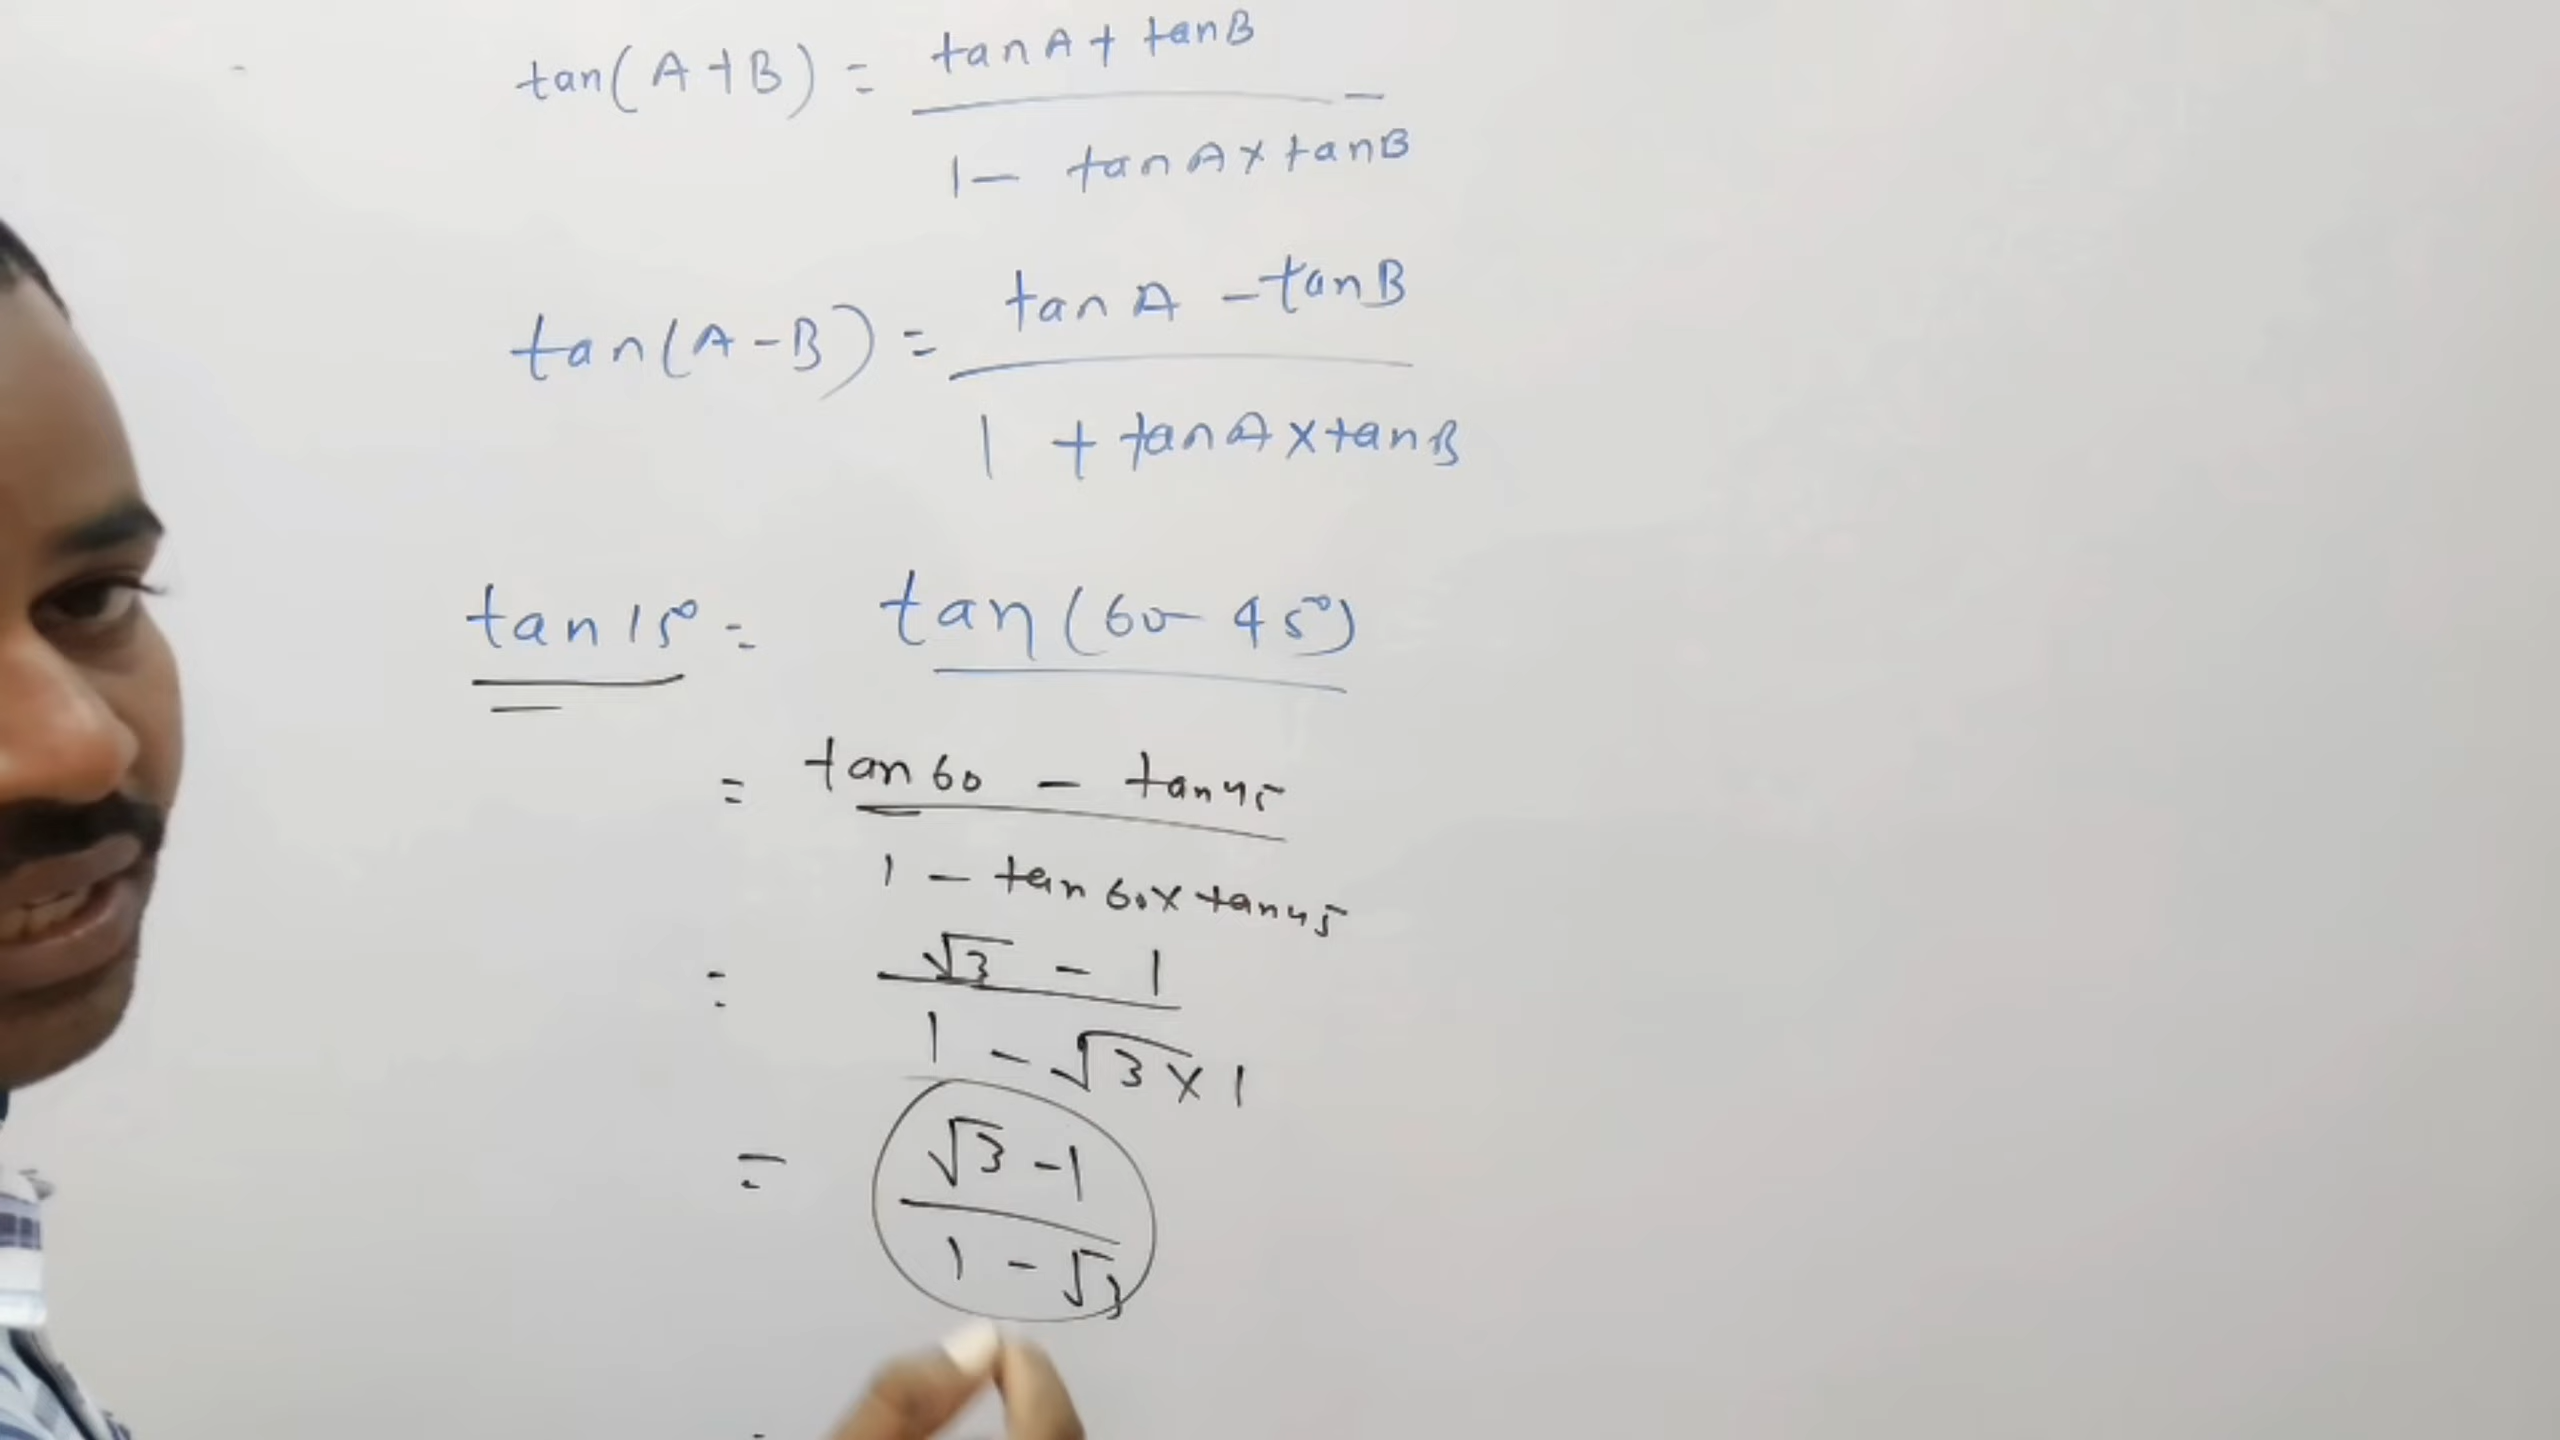 tan(A+B) = tanA + tanB
1 - tanA x tanB
tan(A-B) = tanA - tanB
1 + tanA x tanB
tan15° = tan(60-45°)
= tan60 - tan45
1 - tan60 x tan45
= √3 - 1
1 - √3 x 1
= √3 - 1
1 - √3